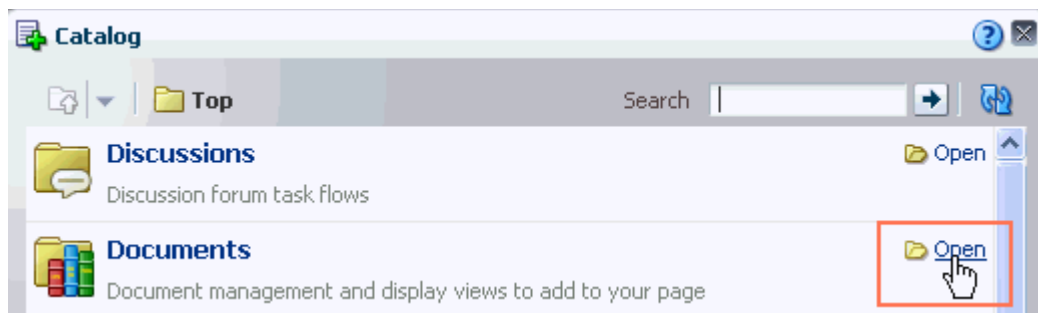 Catalog
Top Search
Discussions Open
Discussion forum task flows
Documents Open
Document management and display views to add to your page